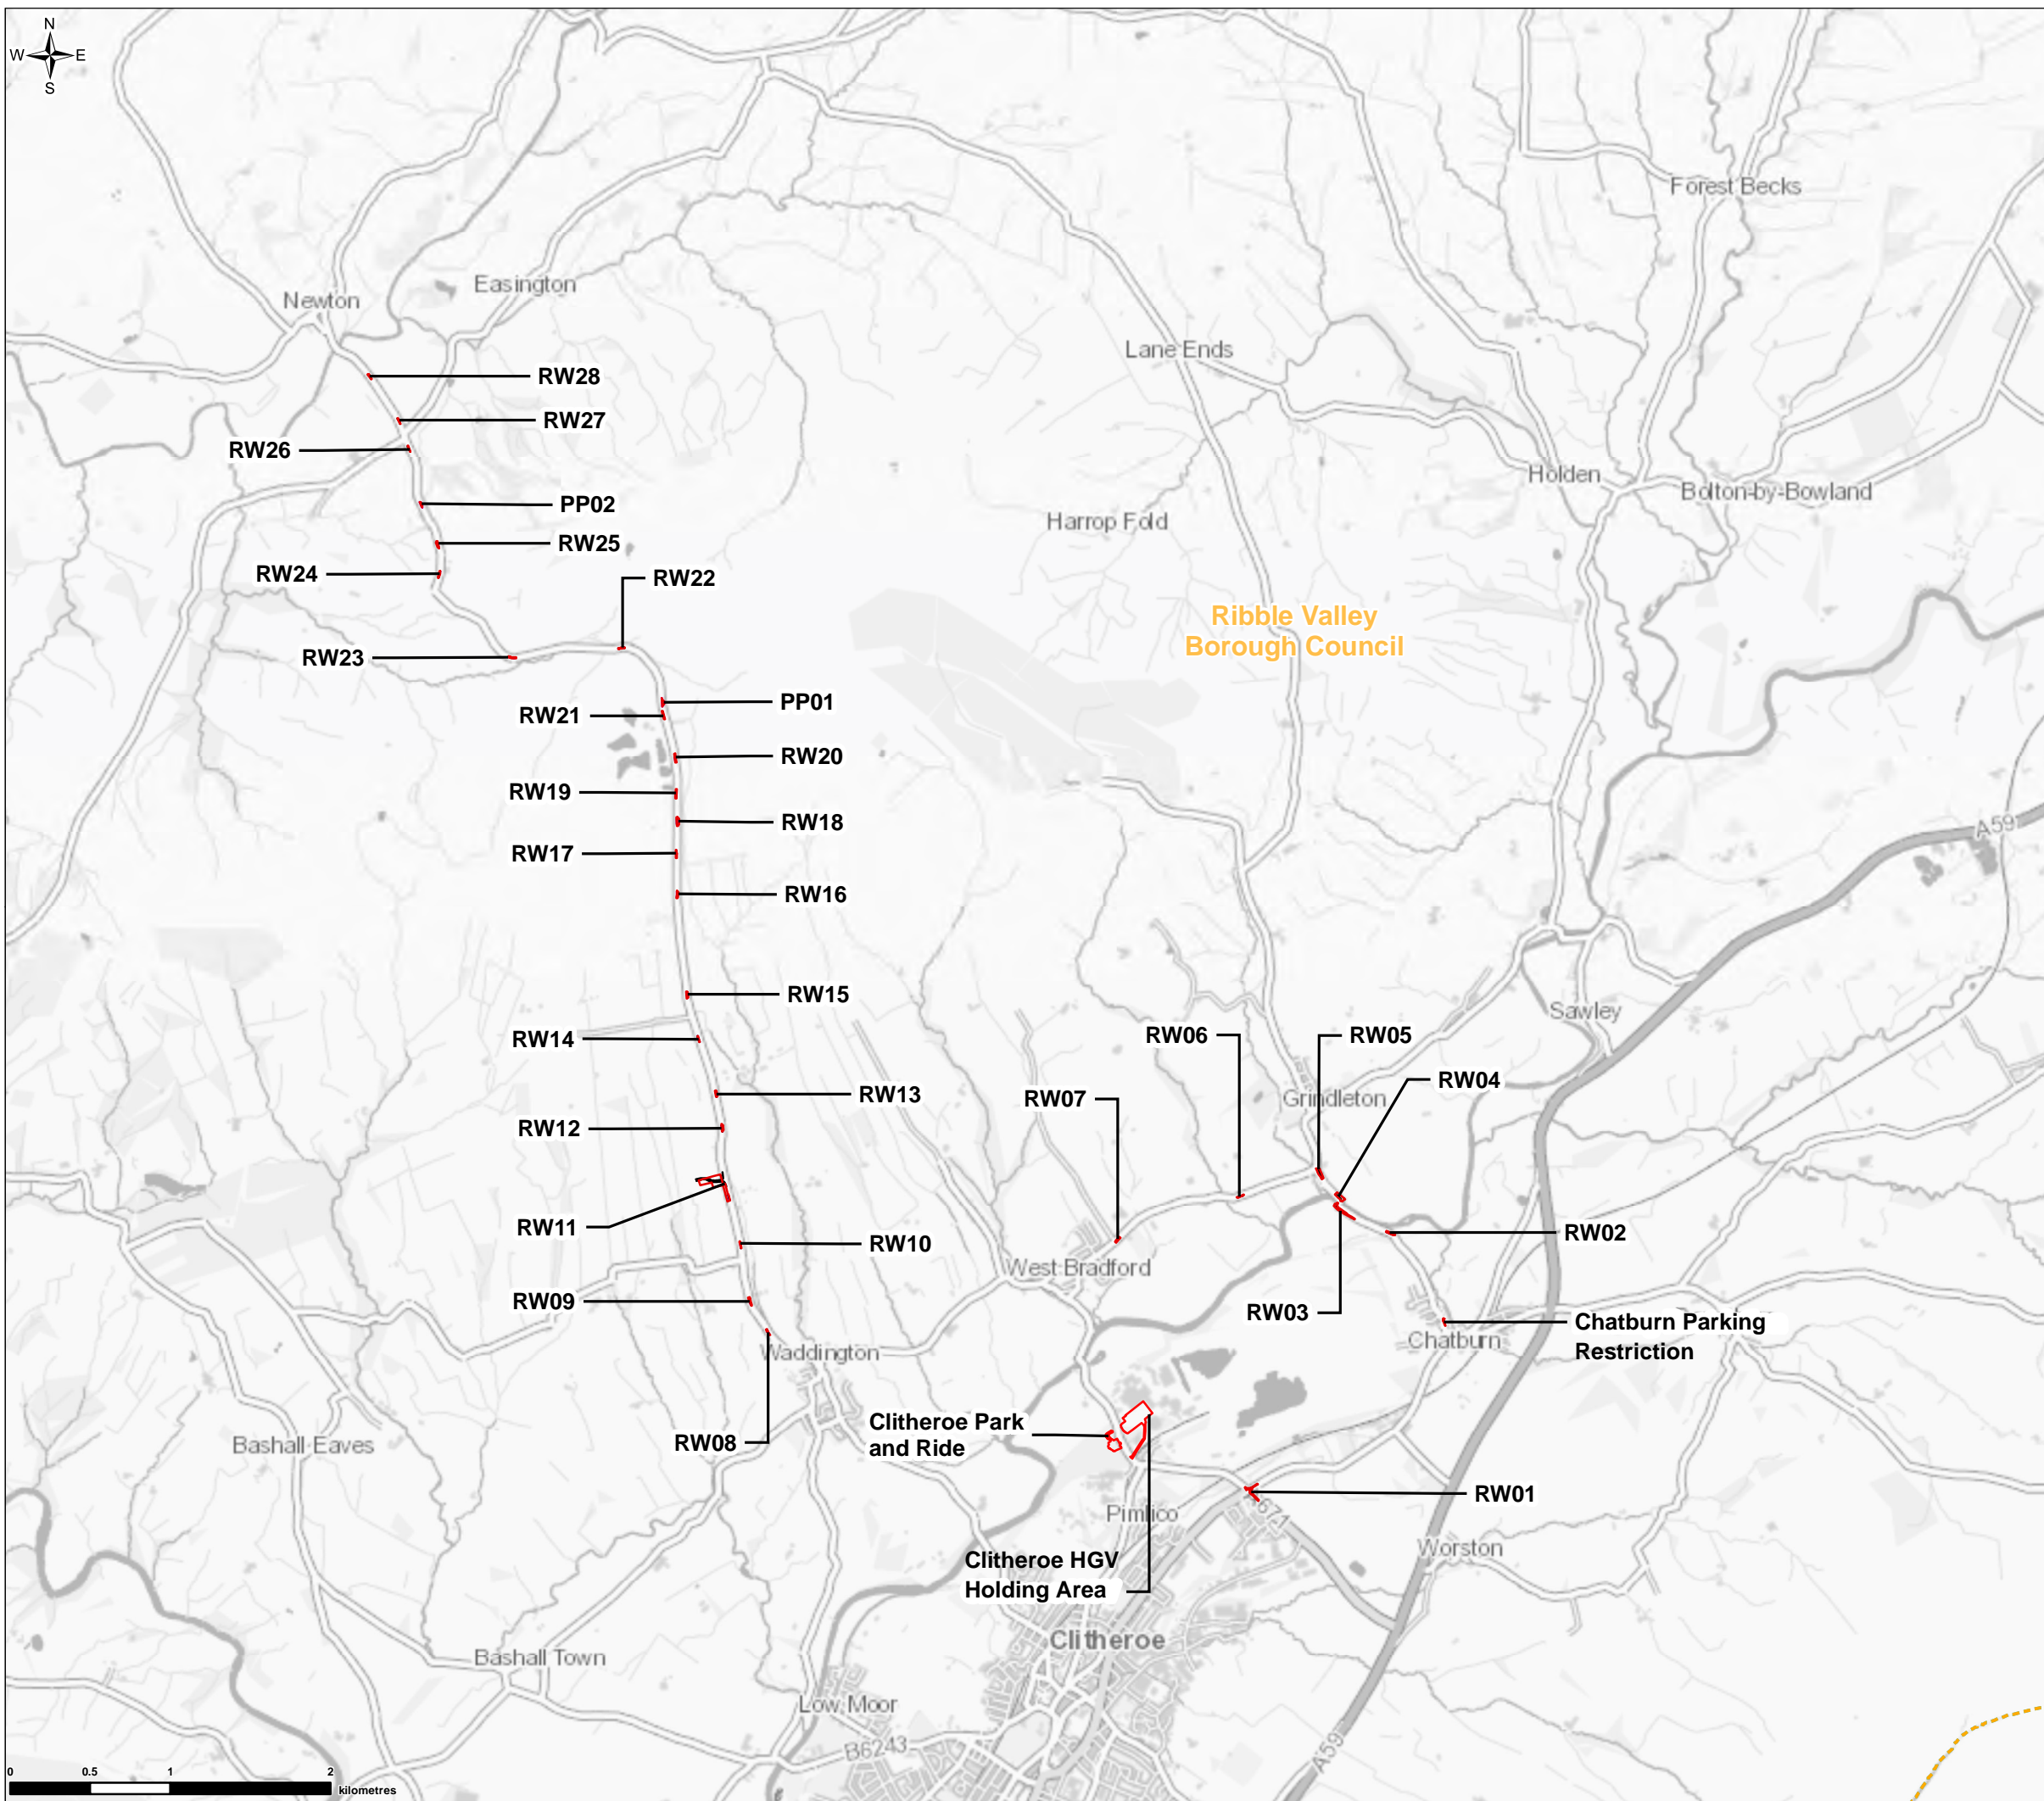 N
W E
S
Forest Becks
Easington
Newton
Lane Ends
RW28
RW27
RW26
Holden
Bolton-by-Bowland
PP02
Harrop Fold
RW25
RW24
RW22
Ribble Valley
Borough Council
RW23
PP01
RW21
RW20
RW19
RW18
A59
RW17
RW16
RW15
Sawley
RW14
RW06
RW05
RW04
RW13
RW07
Grindleton
RW12
RW11
RW02
RW10
West Bradford
RW09
RW03
Chatburn Parking
Restriction
Chatburn
Waddington
Clitheroe Park
and Ride
RW08
Bashall Eaves
RW01
Pimlico
A671
Worston
Clitheroe HGV
Holding Area
Clitheroe
Bashall Town
Low Moor
B6243
A59
0 0.5 1 2
kilometres